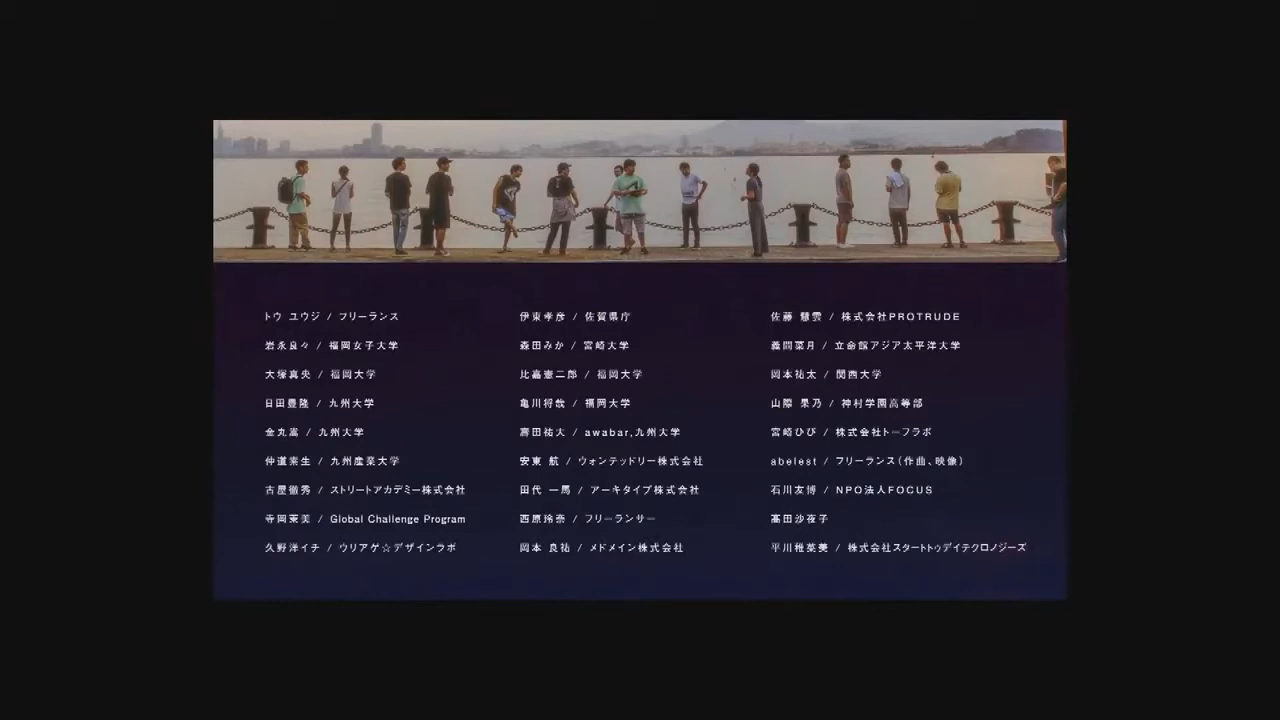 トウ ユウジ / フリーランス
岩永良々 / 福岡女子大学
大塚真央 / 福岡大学
日田豊隆 / 九州大学
金丸嵩 / 九州大学
仲道索生 / 九州産業大学
古屋徹秀 / ストリートアカデミー株式会社
寺岡茉美 / Global Challenge Program
久野洋イチ / ウリアゲ☆デザインラボ
伊東孝彦 / 佐賀県庁
森田みか / 宮崎大学
比嘉憲二郎 / 福岡大学
亀川将哉 / 福岡大学
喜田祐大 / awabar,九州大学
安東 航 / ウォンテッドリー株式会社
田代 一馬 / アーキタイプ株式会社
西原玲奈 / フリーランサー
岡本 良祐 / メドメイン株式会社
佐藤 慧雲 / 株式会社PROTRUDE
菜月 / 立命館アジア太平洋大学
岡本祐太 / 関西大学
山際 果乃 / 神村学園高等部
宮崎ひび / 株式会社トーフラボ
abelest / フリーランス(作曲、映像)
石川友博 / NPO法人FOCUS
髙田沙夜子
平川稚菜美 / 株式会社スタートトゥデイテクロノジーズ